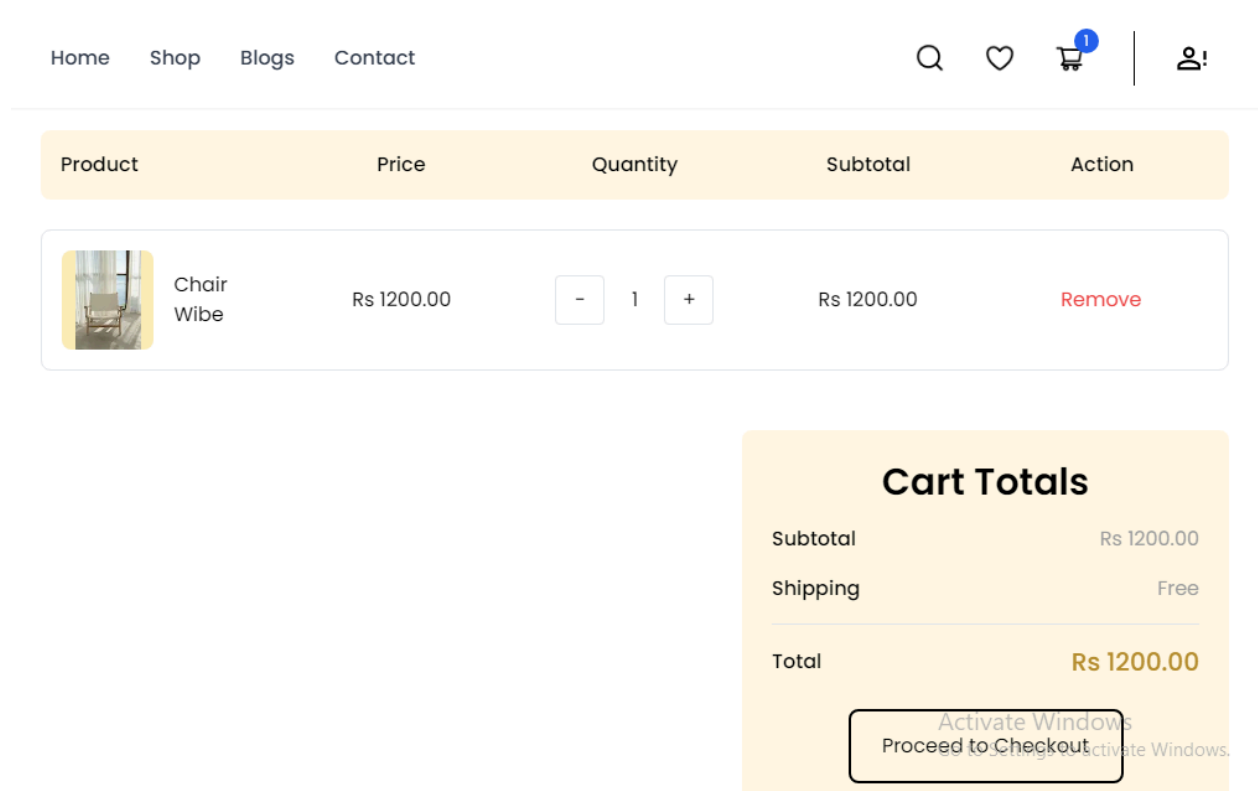 Home Shop Blogs Contact 1
Product Price Quantity Subtotal Action
Chair
Wibe
Rs 1200.00 - 1 + Rs 1200.00 Remove
Cart Totals
Subtotal Rs 1200.00
Shipping Free
Total Rs 1200.00
Activate Windows
Proceed to Checkout
Go to Settings to activate Windows.